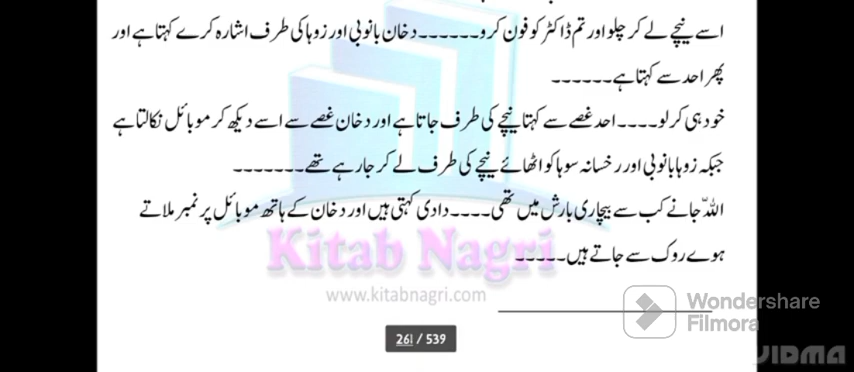 اسے نیچے لے کر چلو اور تم ڈاکٹر کو فون کرو۔۔۔۔۔۔ دخان بانو بی اور زوہا کی طرف اشارہ کرے کہتا ہے اور
پھر احد سے کہتا ہے۔۔۔۔۔۔
خود ہی کر لو۔۔۔۔ احد غصے سے کہتا نیچے کی طرف جاتا ہے اور دخان غصے سے اسے دیکھ کر موبائل نکالتا ہے
جبکہ زوہا بانو بی اور رخسانہ سوہا کو اٹھائے نیچے کی طرف لے کر جا رہے تھے۔۔۔۔۔۔۔
اللہ جانے کب سے بیچاری بارش میں تھی۔۔۔۔ دادی کہتی ہیں اور دخان کے ہاتھ موبائل پر نمبر ملاتے
ہوے روک سے جاتے ہیں۔۔۔۔۔
Kitab Nagri
www.kitabnagri.com
Wondershare
Filmora
261 / 539
VIDMA